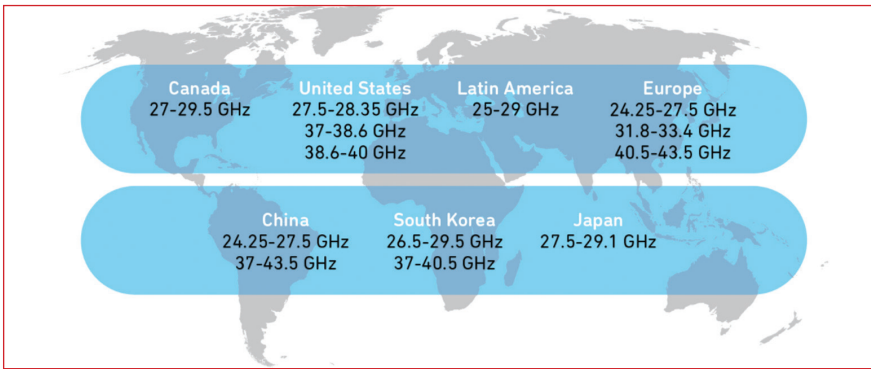 Canada
27-29.5 GHz
United States
27.5-28.35 GHz
37-38.6 GHz
38.6-40 GHz
Latin America
25-29 GHz
Europe
24.25-27.5 GHz
31.8-33.4 GHz
40.5-43.5 GHz
China
24.25-27.5 GHz
37-43.5 GHz
South Korea
26.5-29.5 GHz
37-40.5 GHz
Japan
27.5-29.1 GHz